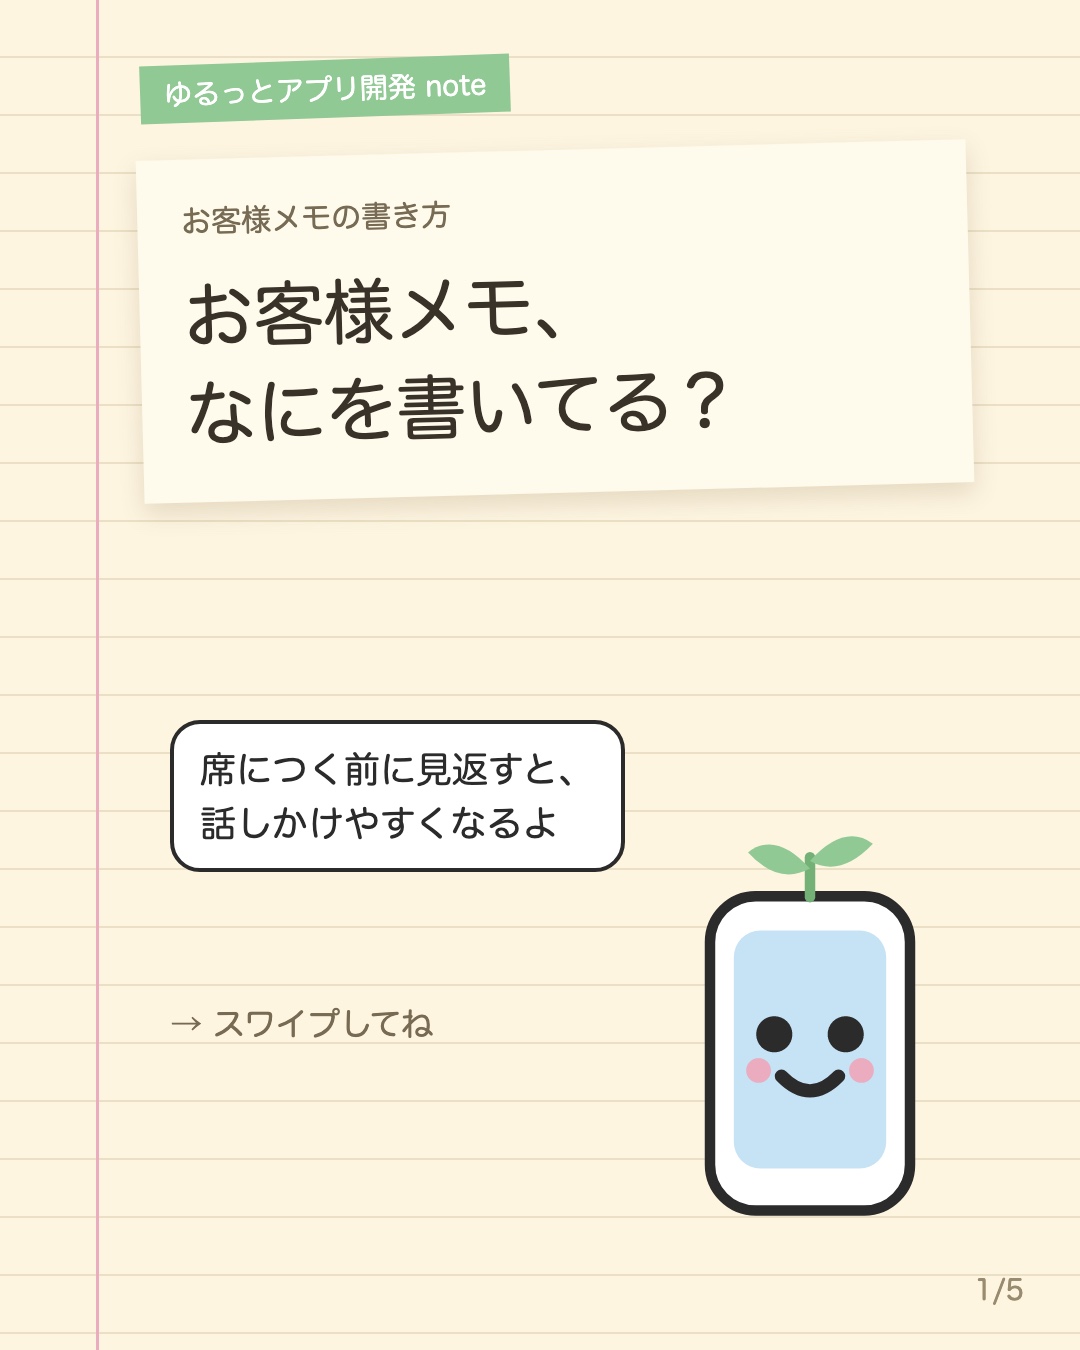 ゆるっとアプリ開発 note
お客様メモの書き方
お客様メモ、
なにを書いてる？
席につく前に見返すと、
話しかけやすくなるよ
→ スワイプしてね
1/5